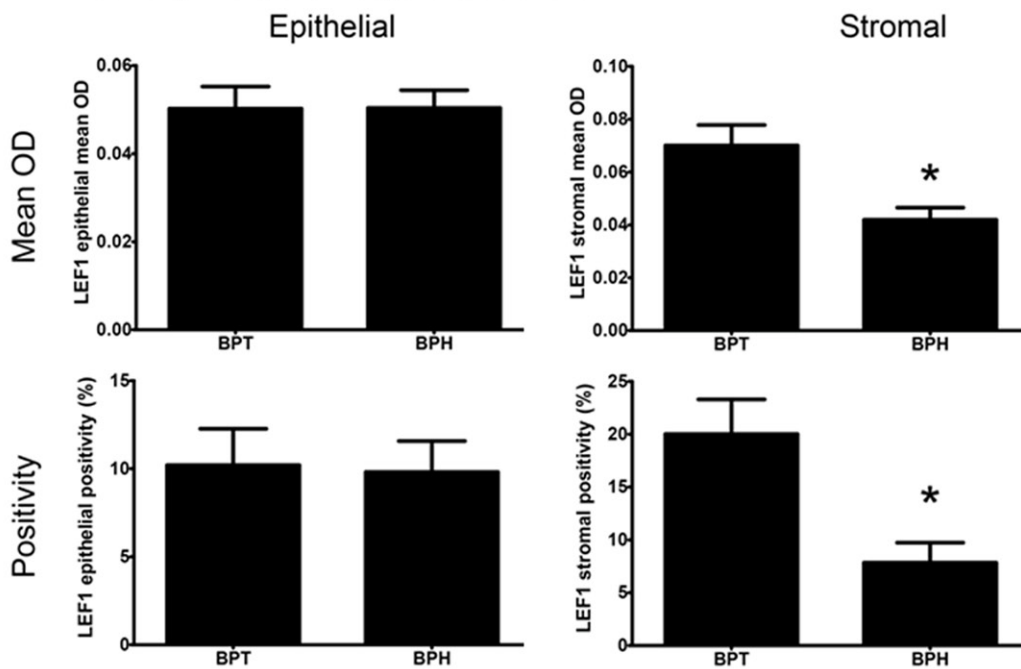 Epithelial
Stromal
Mean OD
LEF1 epithelial mean OD
0.06
0.04
0.02
0.00
BPT
BPH
LEF1 stromal mean OD
0.10
0.08
0.06
0.04
0.02
0.00
*
BPT
BPH
Positivity
LEF1 epithelial positivity (%)
15
10
5
0
BPT
BPH
LEF1 stromal positivity (%)
25
20
15
10
5
0
*
BPT
BPH